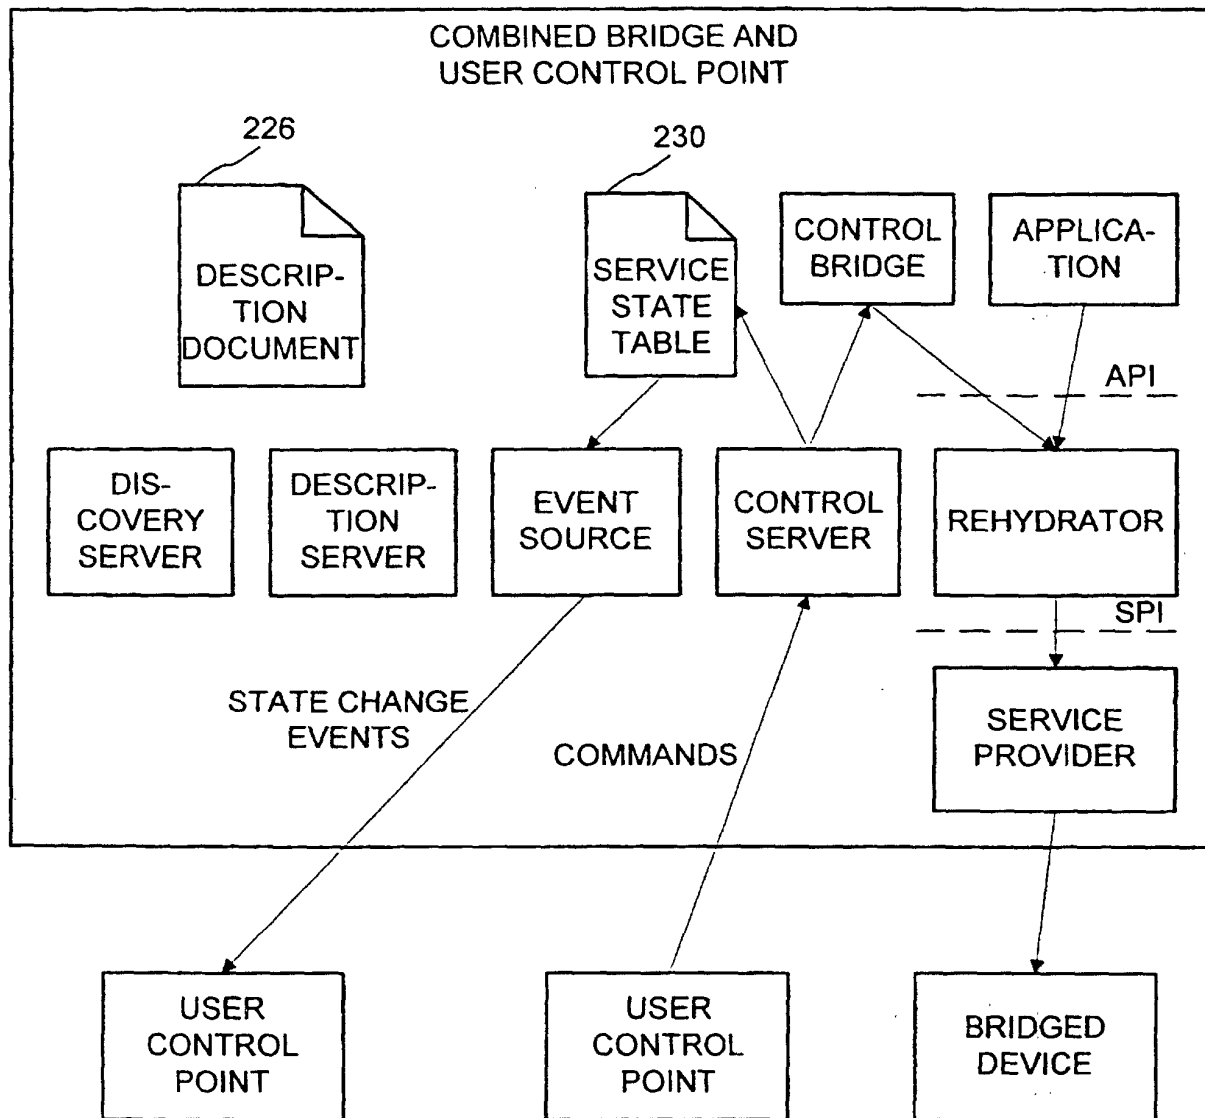 COMBINED BRIDGE AND
USER CONTROL POINT
226
230
DESCRIP-
TION
DOCUMENT
SERVICE
STATE
TABLE
CONTROL
BRIDGE
APPLICA-
TION
API
DIS-
COVERY
SERVER
DESCRIP-
TION
SERVER
EVENT
SOURCE
CONTROL
SERVER
REHYDRATOR
SPI
STATE CHANGE
EVENTS
COMMANDS
SERVICE
PROVIDER
USER
CONTROL
POINT
USER
CONTROL
POINT
BRIDGED
DEVICE